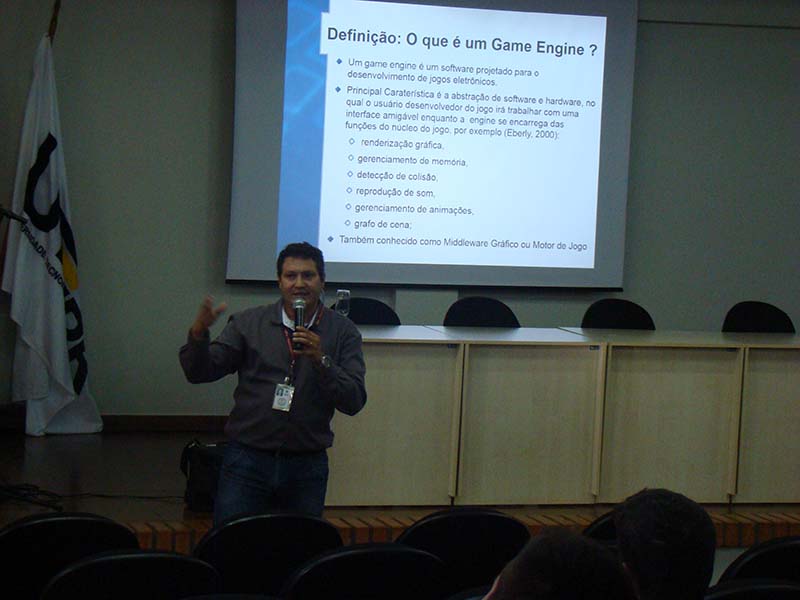 Definição: O que é um Game Engine ?
Um game engine é um software projetado para o
desenvolvimento de jogos eletrônicos.
Principal Caraterística é a abstração de software e hardware, no
qual o usuário desenvolvedor do jogo irá trabalhar com uma
interface amigável enquanto a engine se encarrega das
funções do nucleo do jogo, por exemplo (Eberly, 2000):
renderização gráfica,
gerenciamento de memória,
detecção de colisão,
reprodução de som,
gerenciamento de animações,
grafo de cena;
Também conhecido como Middleware Gráfico ou Motor de Jogo